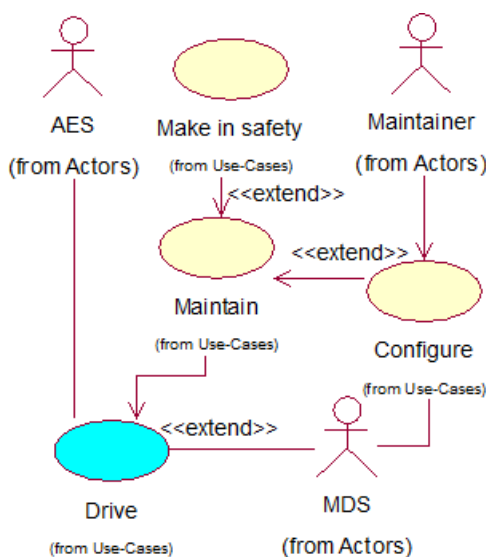 AES
(from Actors)
Make in safety
(from Use-Cases)
Maintainer
(from Actors)
<<extend>>
<<extend>>
Maintain
(from Use-Cases)
Configure
(from Use-Cases)
<<extend>>
Drive
(from Use-Cases)
MDS
(from Actors)